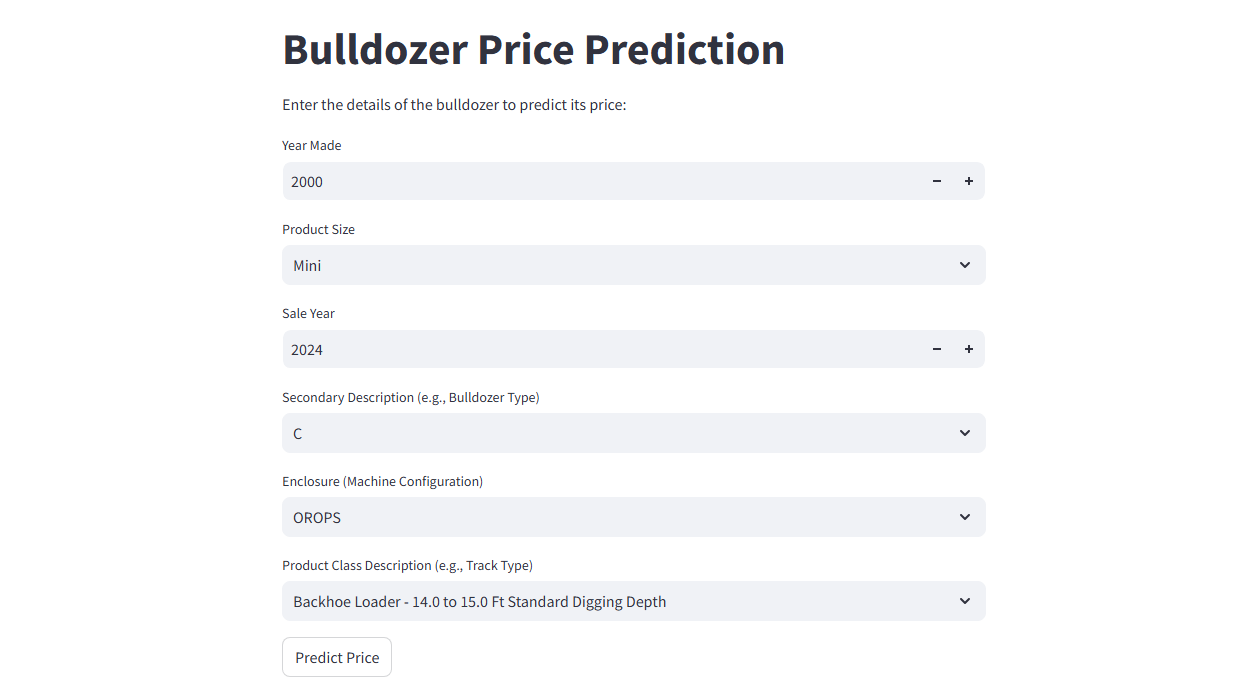 Bulldozer Price Prediction
Enter the details of the bulldozer to predict its price:
Year Made
2000
Product Size
Mini
Sale Year
2024
Secondary Description (e.g., Bulldozer Type)
C
Enclosure (Machine Configuration)
OROPS
Product Class Description (e.g., Track Type)
Backhoe Loader - 14.0 to 15.0 Ft Standard Digging Depth
Predict Price